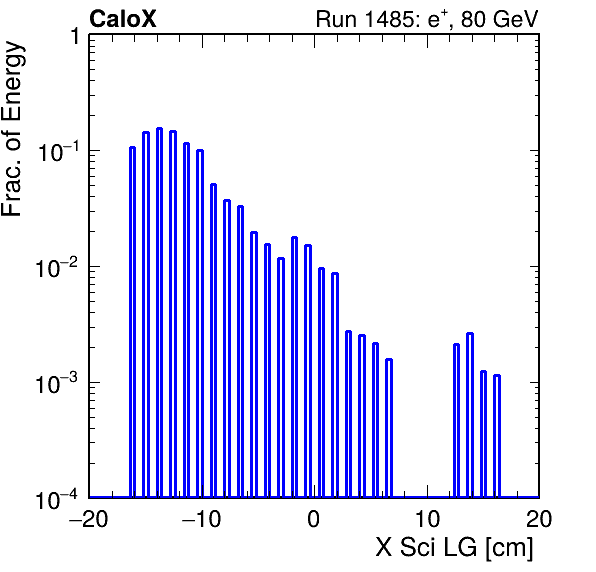 CaloX Run 1485: e⁺, 80 GeV
Frac. of Energy
1
10⁻¹
10⁻²
10⁻³
10⁻⁴
−20 −10 0 10 20
X Sci LG [cm]